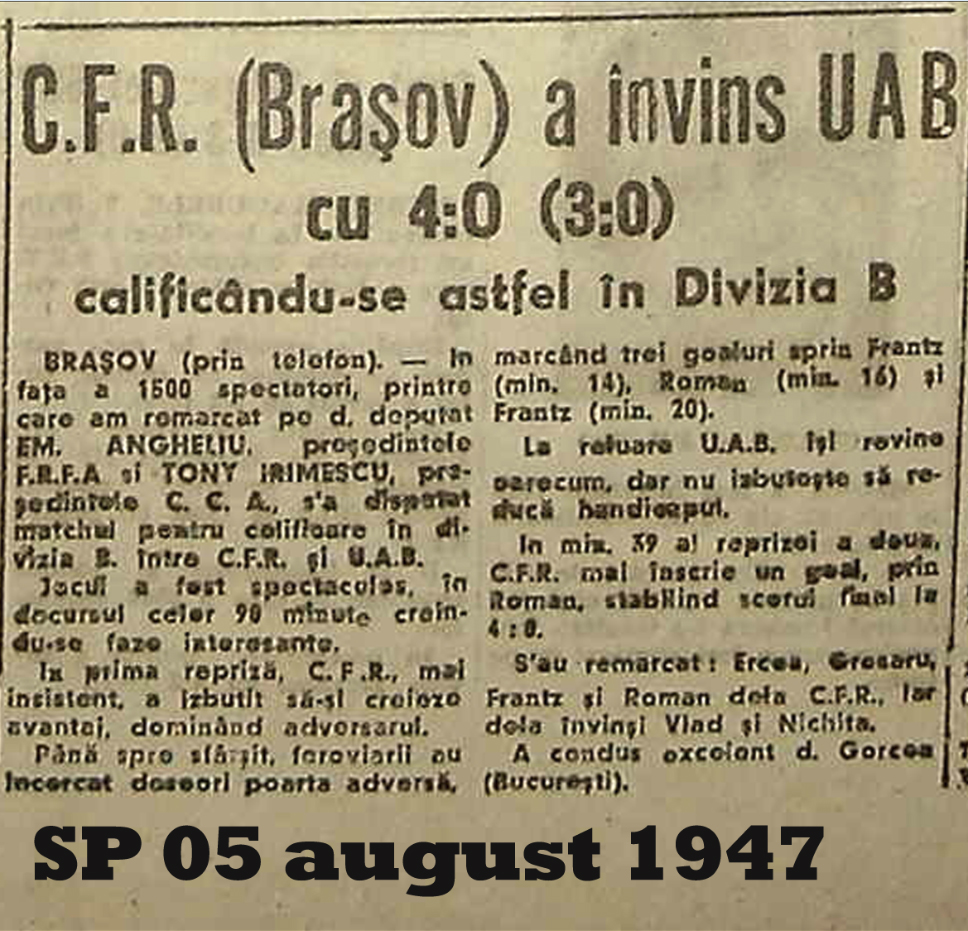 C.F.R. (Braşov) a învins UAB
cu 4:0 (3:0)
calificându-se astfel în Divizia B
BRAŞOV (prin telefon). — In
faţa a 1500 spectatori, printre
care am remarcat pe d. deputat
EM. ANGHELIU, preşedintele
F.R.F.A şi TONY IRIMESCU, pre-
şedintele C. C. A., s'a disputat
matchul pentru calificare în di-
vizia B. între C.F.R. şi U.A.B.
Jocul a fost spectaculos, în
decursul celor 90 minute crein-
du-se faze interesante.
In prima repriză, C.F.R., mai
insistent, a izbutit să-şi creieze
avantaj, dominând adversarul.
Până spre sfârşit, feroviarii au
incercat deseori poarta adversă,
marcând trei goaluri sprin Frantz
(min. 14), Roman (min. 16) şi
Frantz (min. 20).
La reluare U.A.B. îşi revine
oarecum, dar nu isbuteşte să re-
ducă handicapul.
In min. 39 al reprizei a doua,
C.F.R. mai înscrie un goal, prin
Roman, stabilind scorul final la
4:0.
S'au remarcat: Ercea, Grosaru,
Frantz şi Roman dela C.F.R., iar
dela învinşi Vlad şi Nichita.
A condus excelent d. Gorcea
(Bucureşti).
SP 05 august 1947